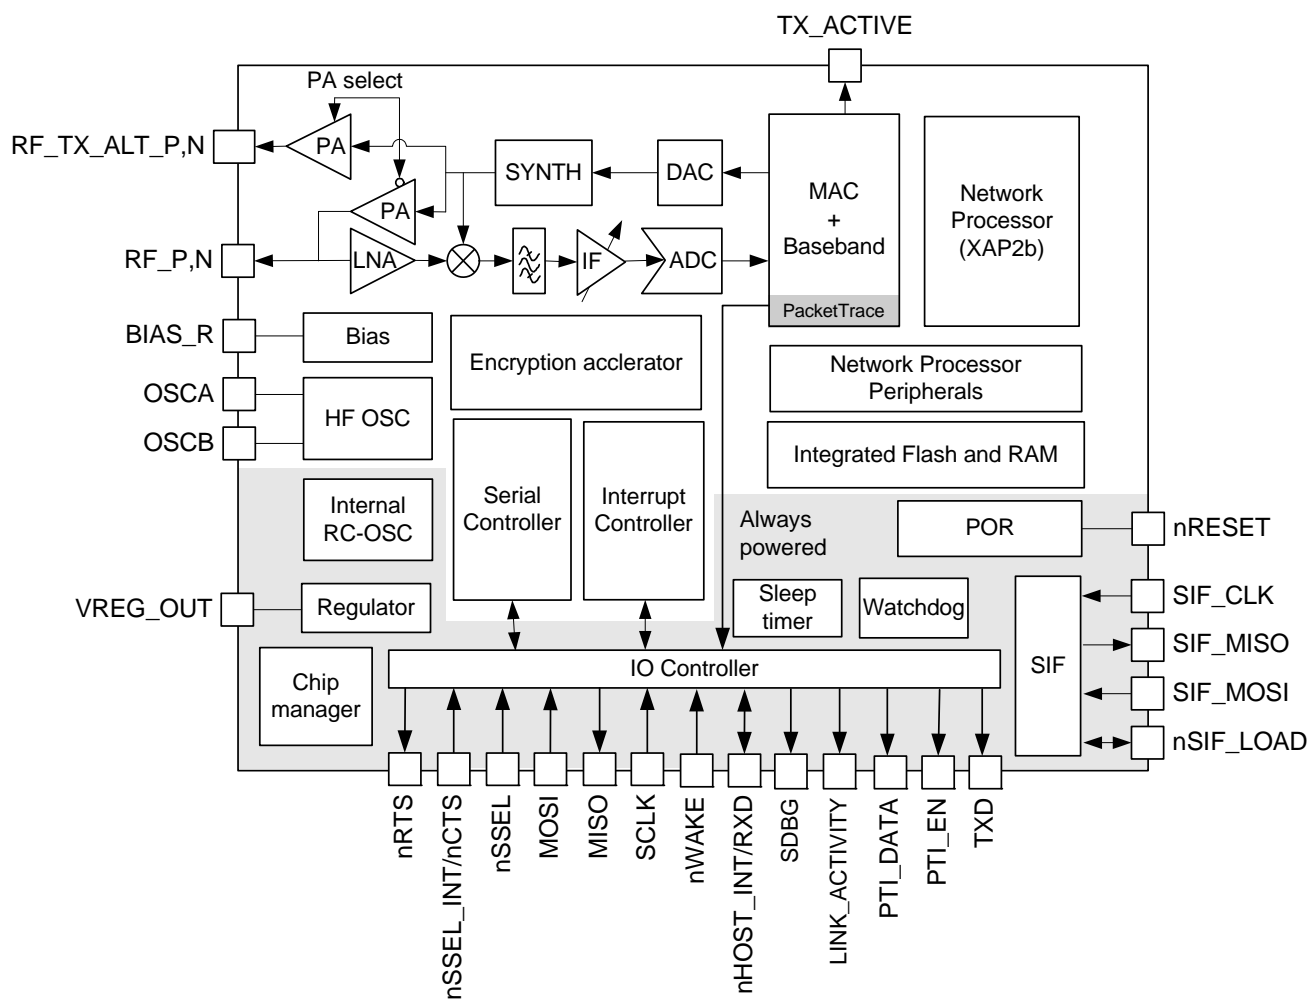 TX_ACTIVE
PA select
RF_TX_ALT_P,N
PA
SYNTH
DAC
MAC
+
Baseband
PacketTrace
Network
Processor
(XAP2b)
PA
RF_P,N
LNA
IF
ADC
BIAS_R
Bias
Encryption acclerator
Network Processor
Peripherals
OSCA
HF OSC
OSCB
Integrated Flash and RAM
Internal
RC-OSC
Serial
Controller
Interrupt
Controller
Always
powered
POR
nRESET
VREG_OUT
Regulator
Sleep
timer
Watchdog
SIF
SIF_CLK
SIF_MISO
SIF_MOSI
nSIF_LOAD
IO Controller
Chip
manager
nRTS
nSSEL_INT/nCTS
nSSEL
MOSI
MISO
SCLK
nWAKE
nHOST_INT/RXD
SDBG
LINK_ACTIVITY
PTI_DATA
PTI_EN
TXD